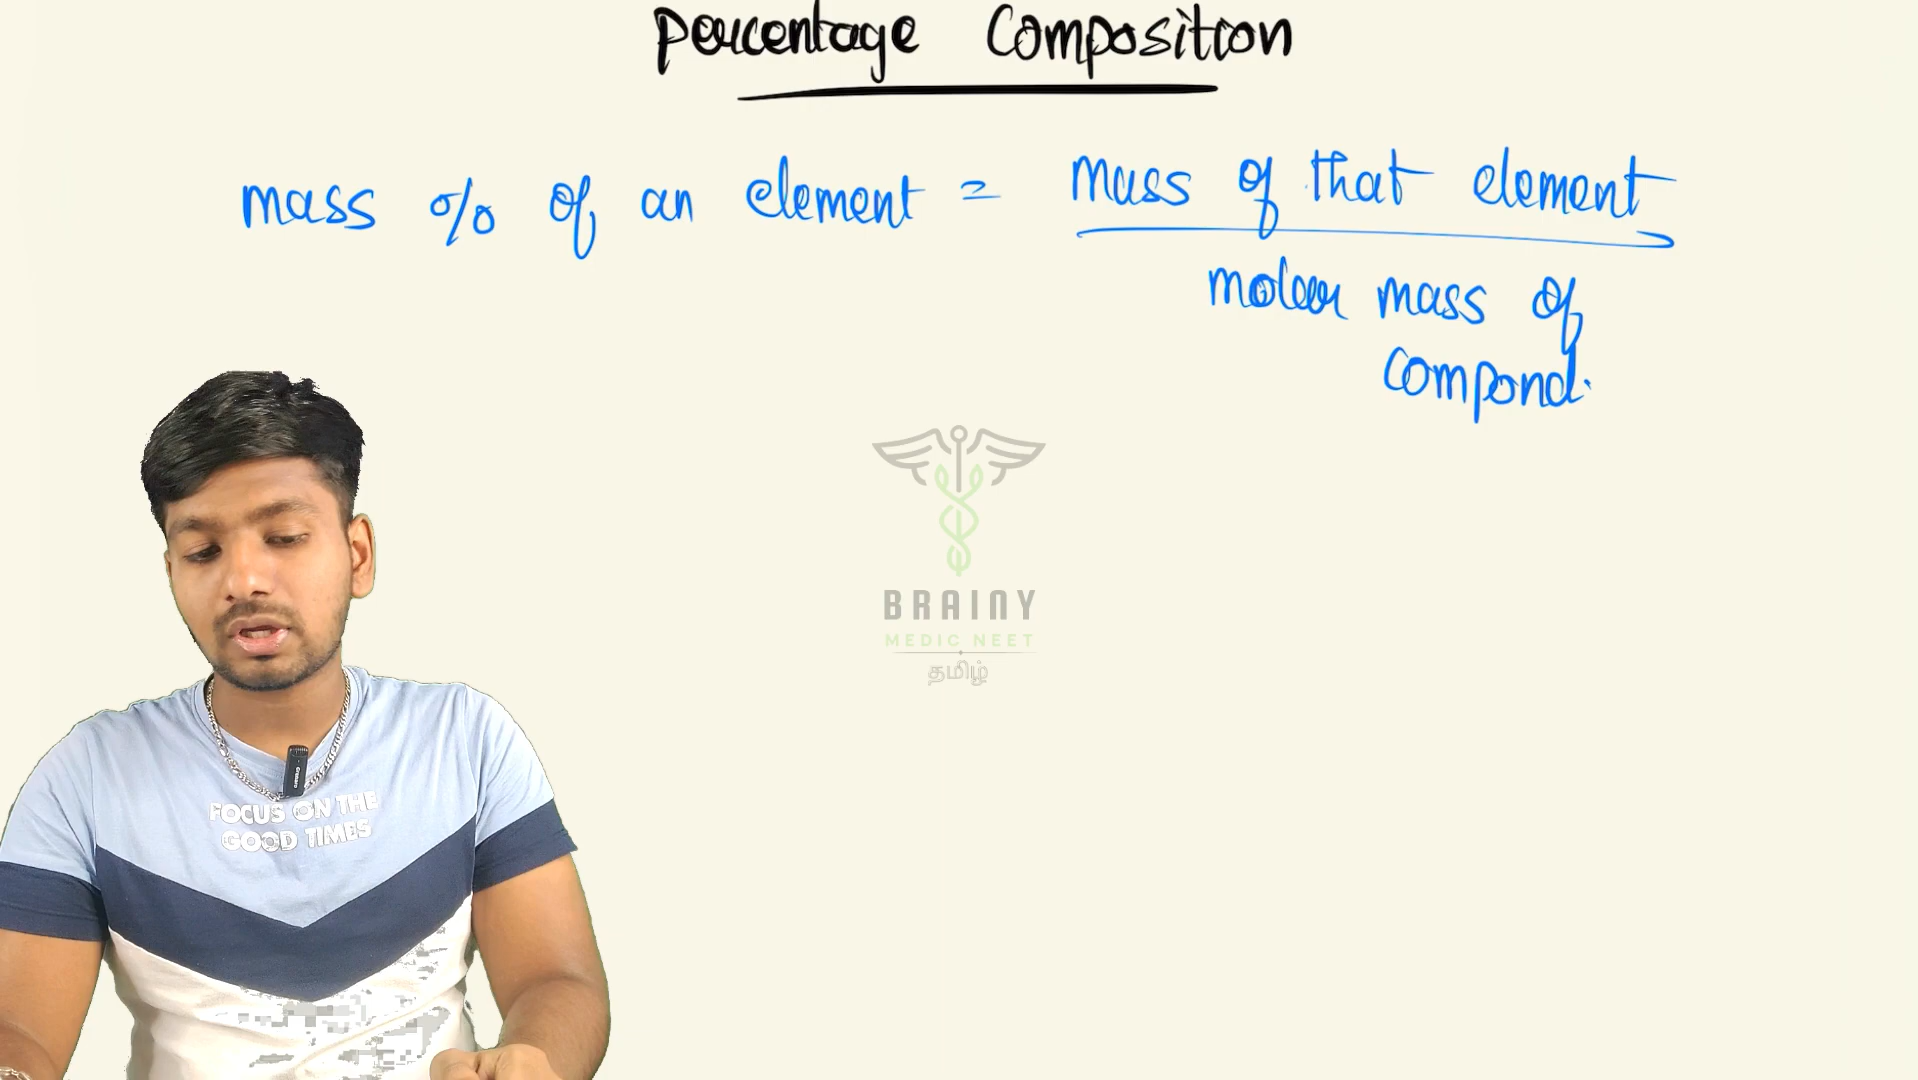 Percentage Composition
mass % of an element = mass of that element
molar mass of
compond.
BRAINY
MEDIC NEET
தமிழ்
FOCUS ON THE
GOOD TIMES